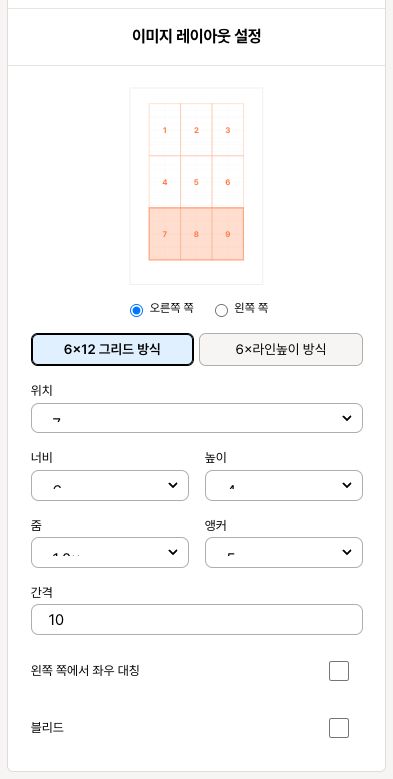 이미지 레이아웃 설정
1 2 3
4 5 6
7 8 9
오른쪽 쪽 왼쪽 쪽
6×12 그리드 방식 6×라인높이 방식
위치
너비 높이
줌 앵커
간격
10
왼쪽 쪽에서 좌우 대칭
블리드